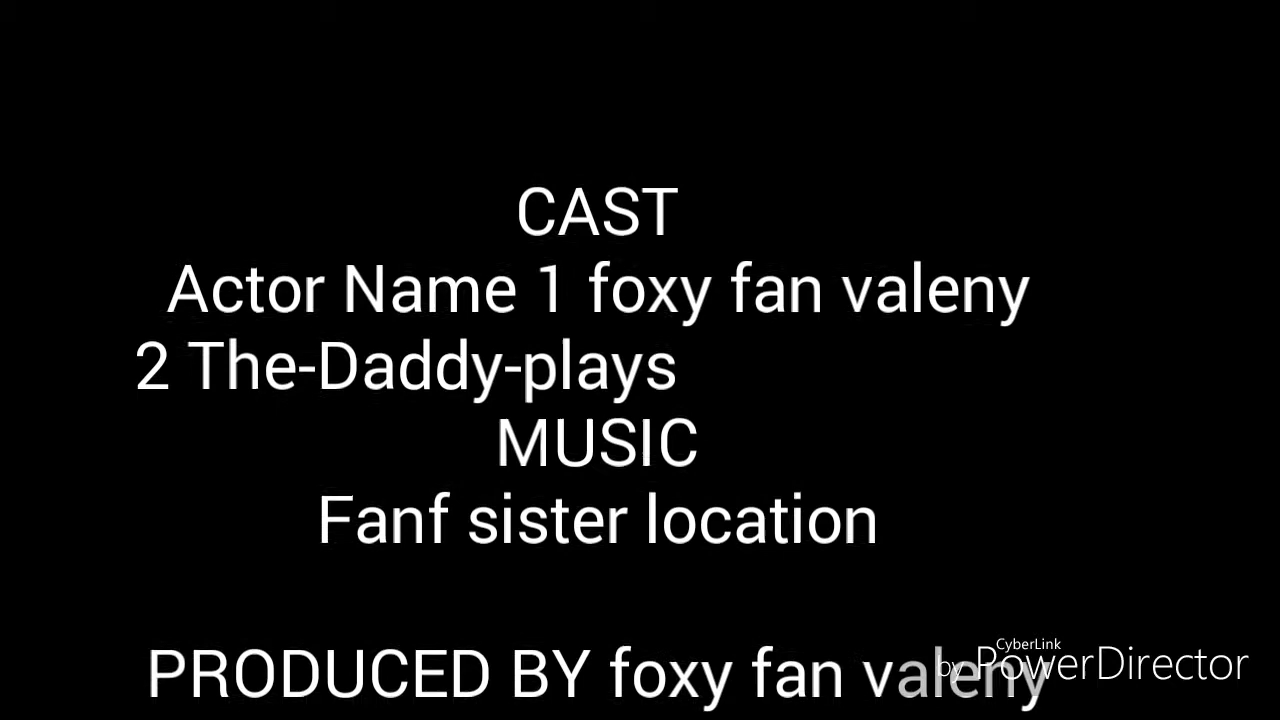 CAST
Actor Name 1 foxy fan valeny
2 The-Daddy-plays
MUSIC
Fanf sister location
PRODUCED BY foxy fan valeny
CyberLink
by PowerDirector